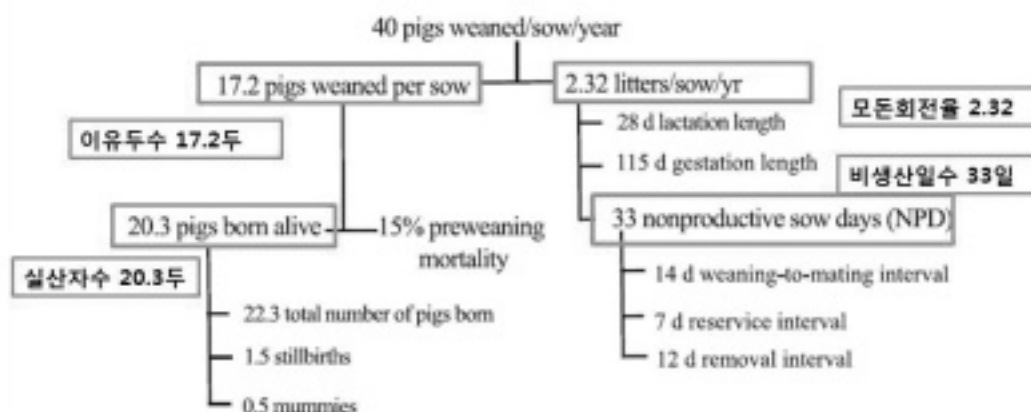 40 pigs weaned/sow/year
17.2 pigs weaned per sow
2.32 litters/sow/yr
모돈회전율 2.32
28 d lactation length
이유두수 17.2두
115 d gestation length
비생산일수 33일
20.3 pigs born alive
15% preweaning
mortality
33 nonproductive sow days (NPD)
실산자수 20.3두
14 d weaning-to-mating interval
22.3 total number of pigs born
7 d reservice interval
1.5 stillbirths
12 d removal interval
0.5 mummies